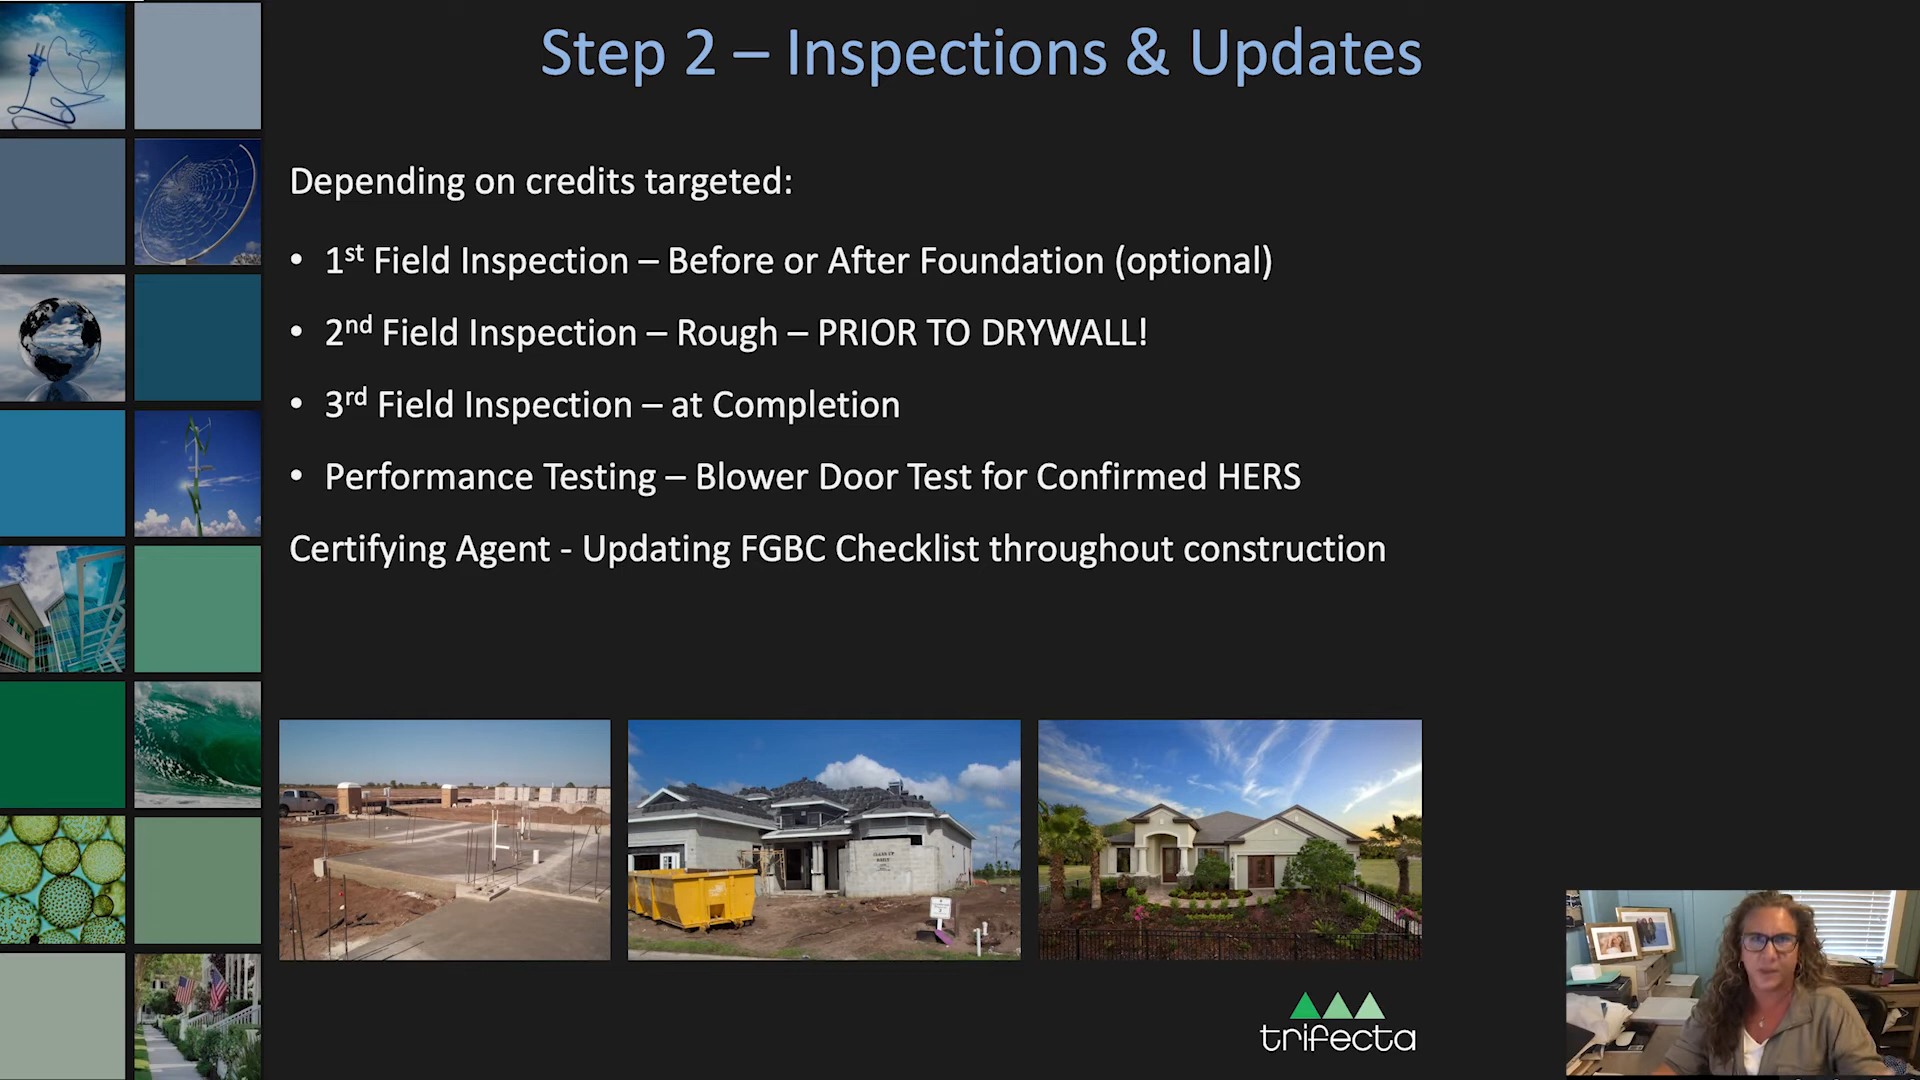 Step 2 – Inspections & Updates
Depending on credits targeted:
• 1st Field Inspection – Before or After Foundation (optional)
• 2nd Field Inspection – Rough – PRIOR TO DRYWALL!
• 3rd Field Inspection – at Completion
• Performance Testing – Blower Door Test for Confirmed HERS
Certifying Agent - Updating FGBC Checklist throughout construction
trifecta